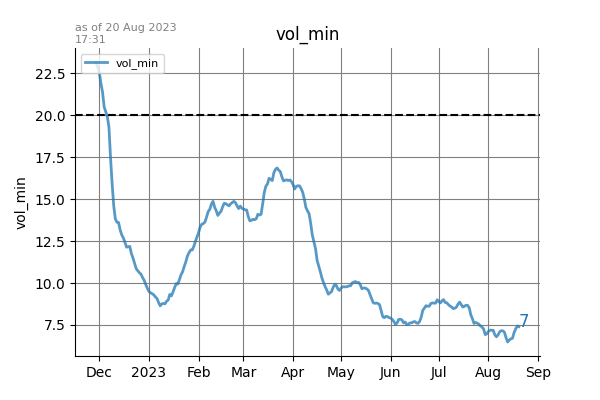 as of 20 Aug 2023
17:31
vol_min
vol_min
22.5
20.0
17.5
15.0
12.5
10.0
7.5
vol_min
7
Dec 2023 Feb Mar Apr May Jun Jul Aug Sep